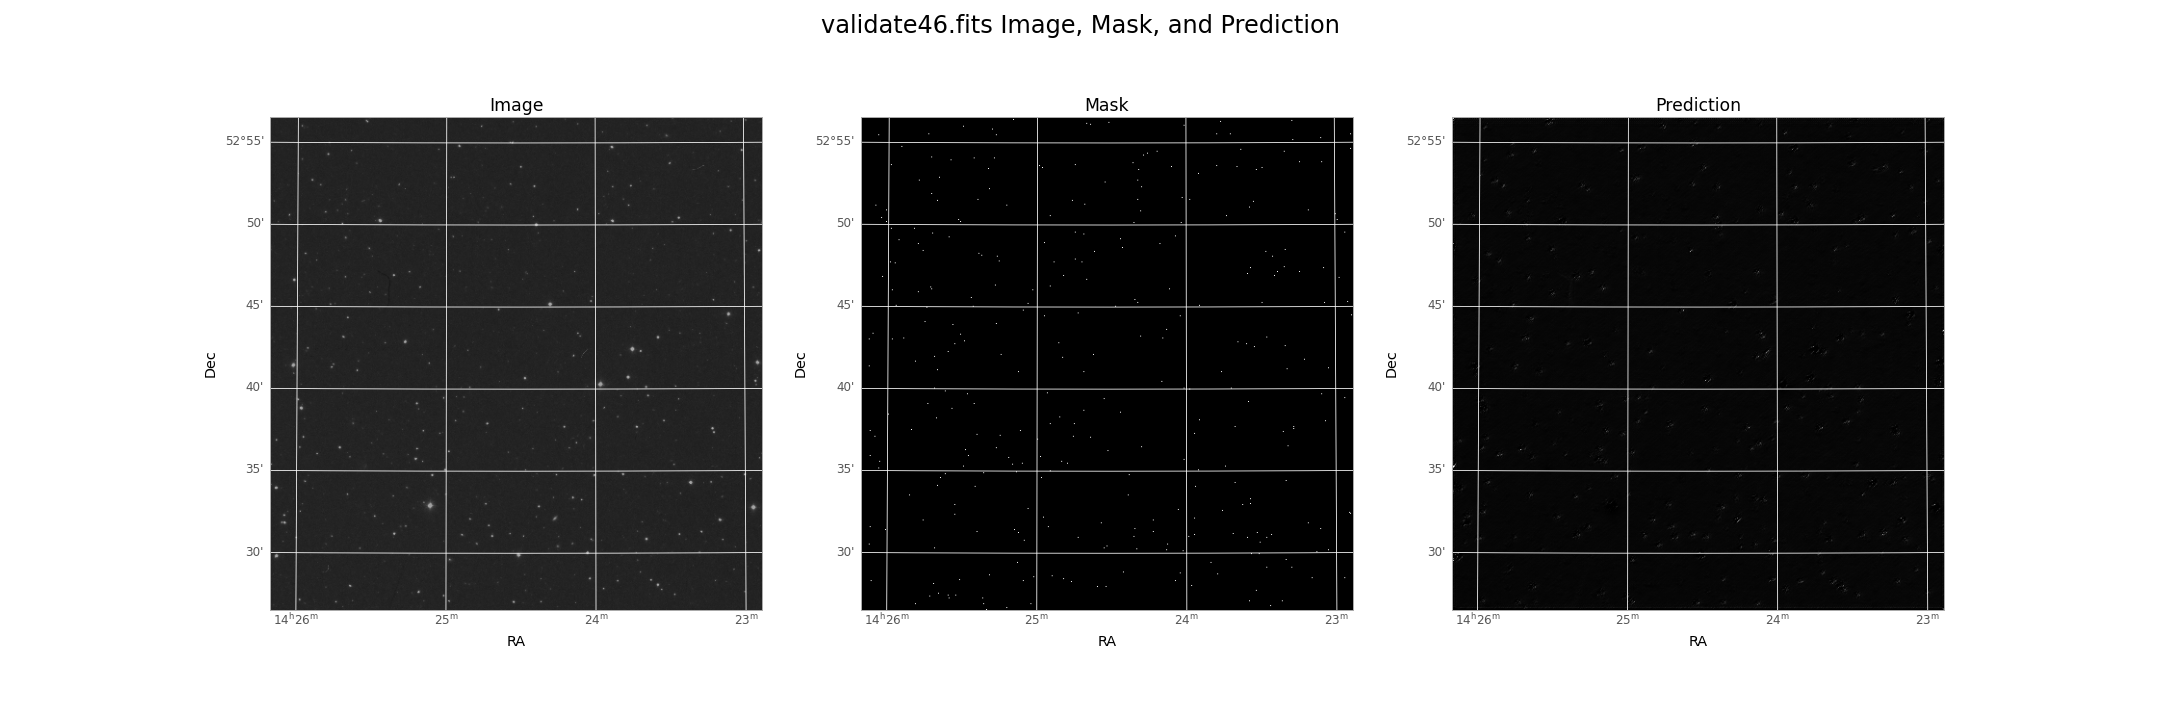 validate46.fits Image, Mask, and Prediction
Image
Mask
Prediction
52°55'
50'
45'
40'
35'
30'
Dec
14ʰ26ᵐ
25ᵐ
24ᵐ
23ᵐ
RA
52°55'
50'
45'
40'
35'
30'
Dec
14ʰ26ᵐ
25ᵐ
24ᵐ
23ᵐ
RA
52°55'
50'
45'
40'
35'
30'
Dec
14ʰ26ᵐ
25ᵐ
24ᵐ
23ᵐ
RA